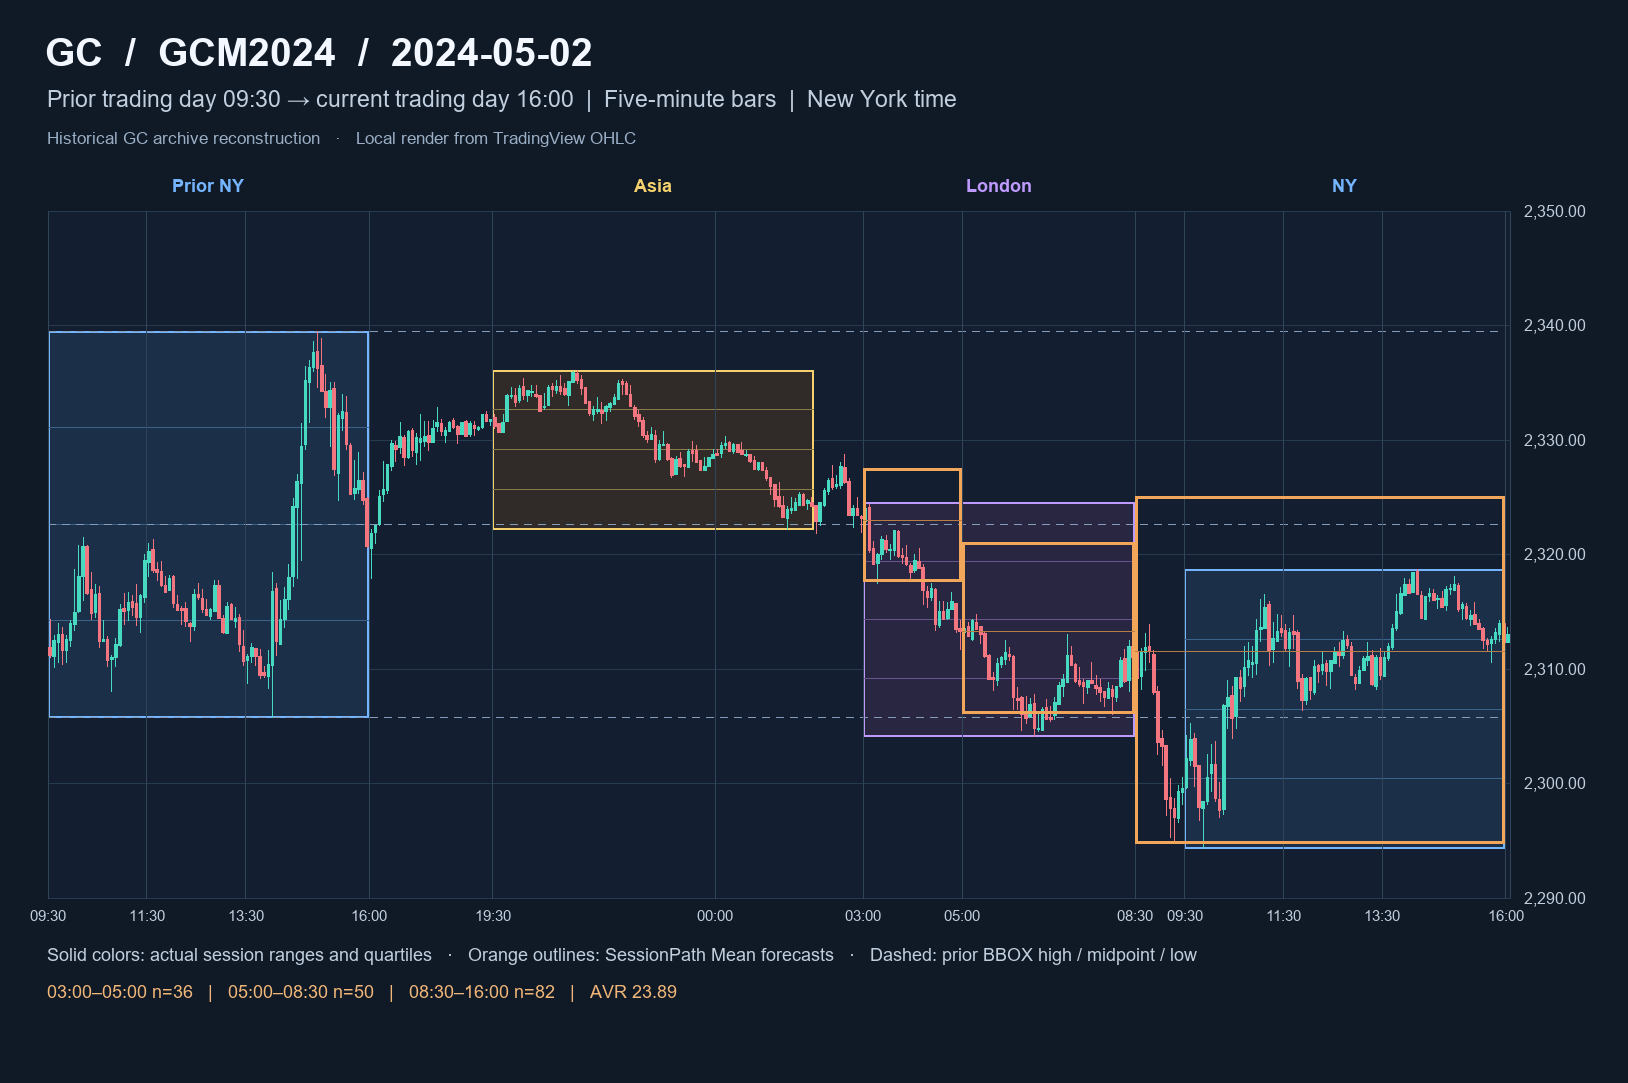 GC / GCM2024 / 2024-05-02
Prior trading day 09:30 → current trading day 16:00 | Five-minute bars | New York time
Historical GC archive reconstruction · Local render from TradingView OHLC
Prior NY Asia London NY
2,350.00
2,340.00
2,330.00
2,320.00
2,310.00
2,300.00
2,290.00
09:30 11:30 13:30 16:00 19:30 00:00 03:00 05:00 08:30 09:30 11:30 13:30 16:00
Solid colors: actual session ranges and quartiles · Orange outlines: SessionPath Mean forecasts · Dashed: prior BBOX high / midpoint / low
03:00–05:00 n=36 | 05:00–08:30 n=50 | 08:30–16:00 n=82 | AVR 23.89